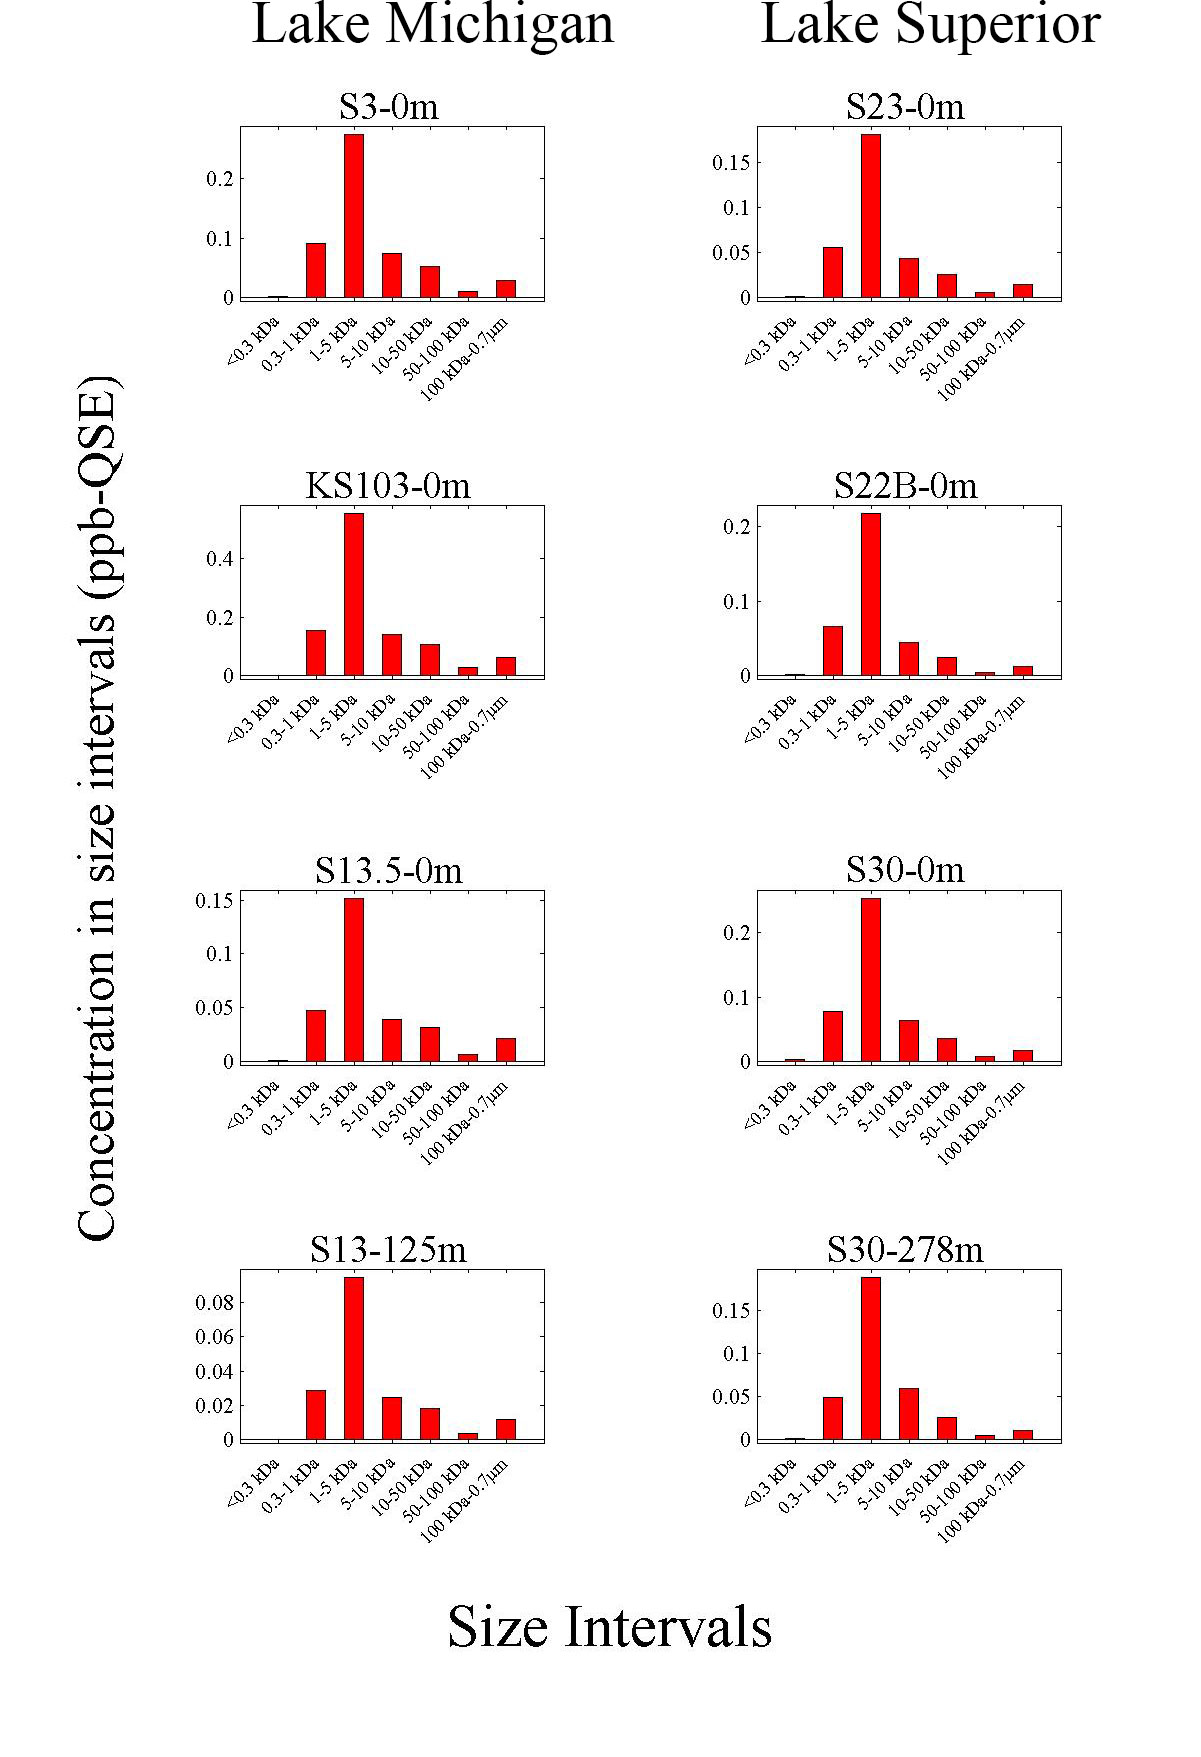 Lake Michigan
Lake Superior
Concentration in size intervals (ppb-QSE)
S3-0m
0.2
0.1
0
<0.3 kDa
0.3-1 kDa
1-5 kDa
5-10 kDa
10-50 kDa
50-100 kDa
100 kDa-0.7µm
S23-0m
0.15
0.1
0.05
0
<0.3 kDa
0.3-1 kDa
1-5 kDa
5-10 kDa
10-50 kDa
50-100 kDa
100 kDa-0.7µm
KS103-0m
0.4
0.2
0
<0.3 kDa
0.3-1 kDa
1-5 kDa
5-10 kDa
10-50 kDa
50-100 kDa
100 kDa-0.7µm
S22B-0m
0.2
0.1
0
<0.3 kDa
0.3-1 kDa
1-5 kDa
5-10 kDa
10-50 kDa
50-100 kDa
100 kDa-0.7µm
S13.5-0m
0.15
0.1
0.05
0
<0.3 kDa
0.3-1 kDa
1-5 kDa
5-10 kDa
10-50 kDa
50-100 kDa
100 kDa-0.7µm
S30-0m
0.2
0.1
0
<0.3 kDa
0.3-1 kDa
1-5 kDa
5-10 kDa
10-50 kDa
50-100 kDa
100 kDa-0.7µm
S13-125m
0.08
0.06
0.04
0.02
0
<0.3 kDa
0.3-1 kDa
1-5 kDa
5-10 kDa
10-50 kDa
50-100 kDa
100 kDa-0.7µm
S30-278m
0.15
0.1
0.05
0
<0.3 kDa
0.3-1 kDa
1-5 kDa
5-10 kDa
10-50 kDa
50-100 kDa
100 kDa-0.7µm
Size Intervals